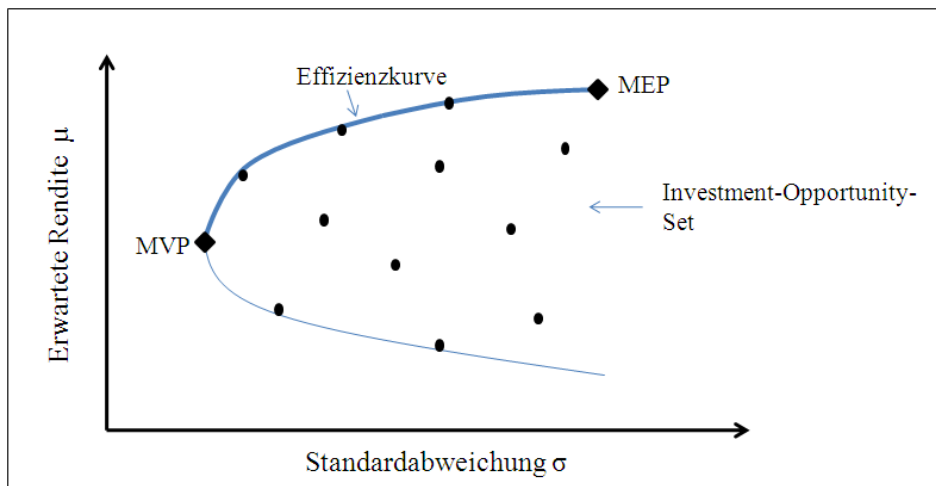 Effizienzkurve
MEP
Investment-Opportunity-
Set
MVP
Erwartete Rendite μ
Standardabweichung σ